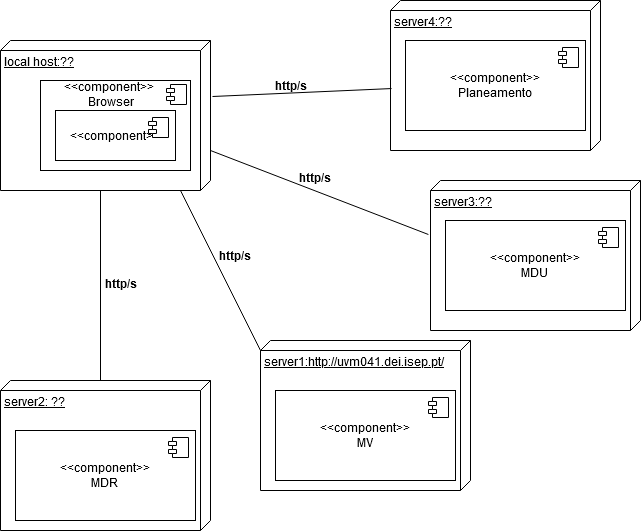 server4:??
<<component>>
Planeamento
local host:??
<<component>>
Browser
<<component>
http/s
http/s
server3:??
<<component>>
MDU
http/s
http/s
server1:http://uvm041.dei.isep.pt/
<<component>>
MV
server2: ??
<<component>>
MDR